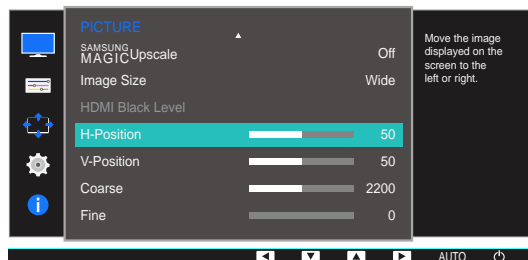 PICTURE
SAMSUNG
MAGICUpscale Off
Image Size Wide
HDMI Black Level
H-Position 50
V-Position 50
Coarse 2200
Fine 0
Move the image
displayed on the
screen to the
left or right.
AUTO